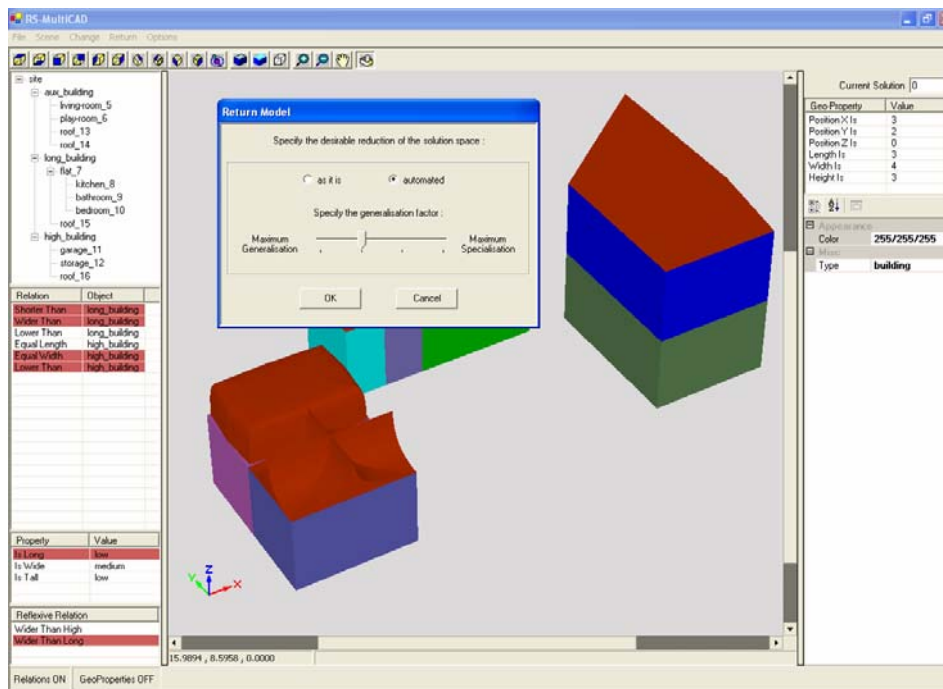 RS-MultiCAD
File Scene Change Return Options
site
aux_building
living-room_5
play-room_6
roof_13
roof_14
long_building
flat_7
kitchen_8
bathroom_9
bedroom_10
roof_15
high_building
garage_11
storage_12
roof_16
Relation Object
Shorter Than long_building
Wider Than long_building
Lower Than long_building
Equal Length high_building
Equal Width high_building
Lower Than high_building
Property Value
Is Long low
Is Wide medium
Is Tall low
Reflexive Relation
Wider Than High
Wider Than Long
Relations ON GeoProperties OFF
Return Model
Specify the desirable reduction of the solution space :
as it is automated
Specify the generalisation factor :
Maximum Generalisation
Maximum Specialisation
OK Cancel
Z
Y
X
15.9894 , 8.5958 , 0.0000
Current Solution 0
Geo-Property Value
Position X Is 3
Position Y Is 2
Position Z Is 0
Length Is 3
Width Is 4
Height Is 3
Appearance
Color 255/255/255
Misc
Type building